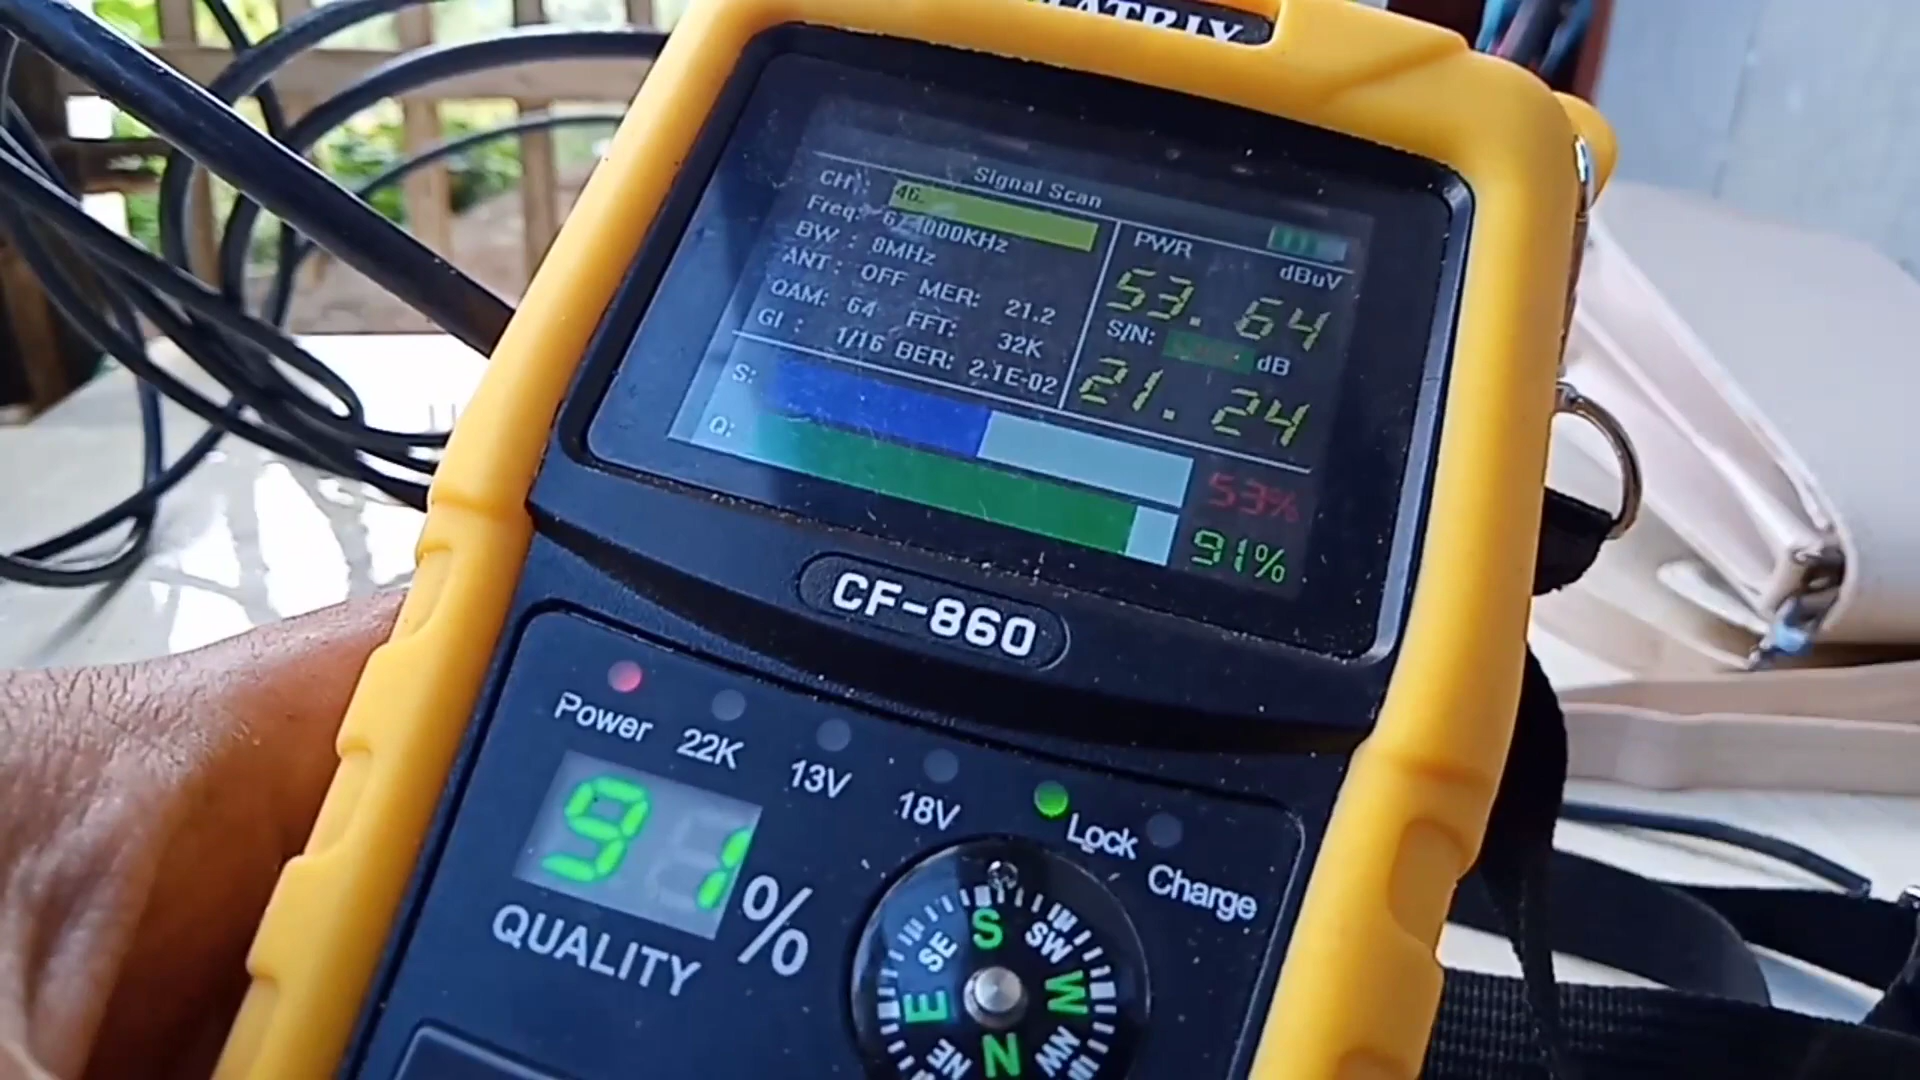 MATRIX
Signal Scan
CH : 46.
Freq: 674000KHz
BW : 8MHz
ANT: OFF MER: 21.2
QAM: 64 FFT: 32K
GI : 1/16 BER: 2.1E-02
PWR
dBuV
53.64
S/N: dB
21.24
S: 53%
Q: 91%
CF-860
Power 22K 13V 18V Lock Charge
91%
QUALITY
S
SE SW
E W
NE NW
N